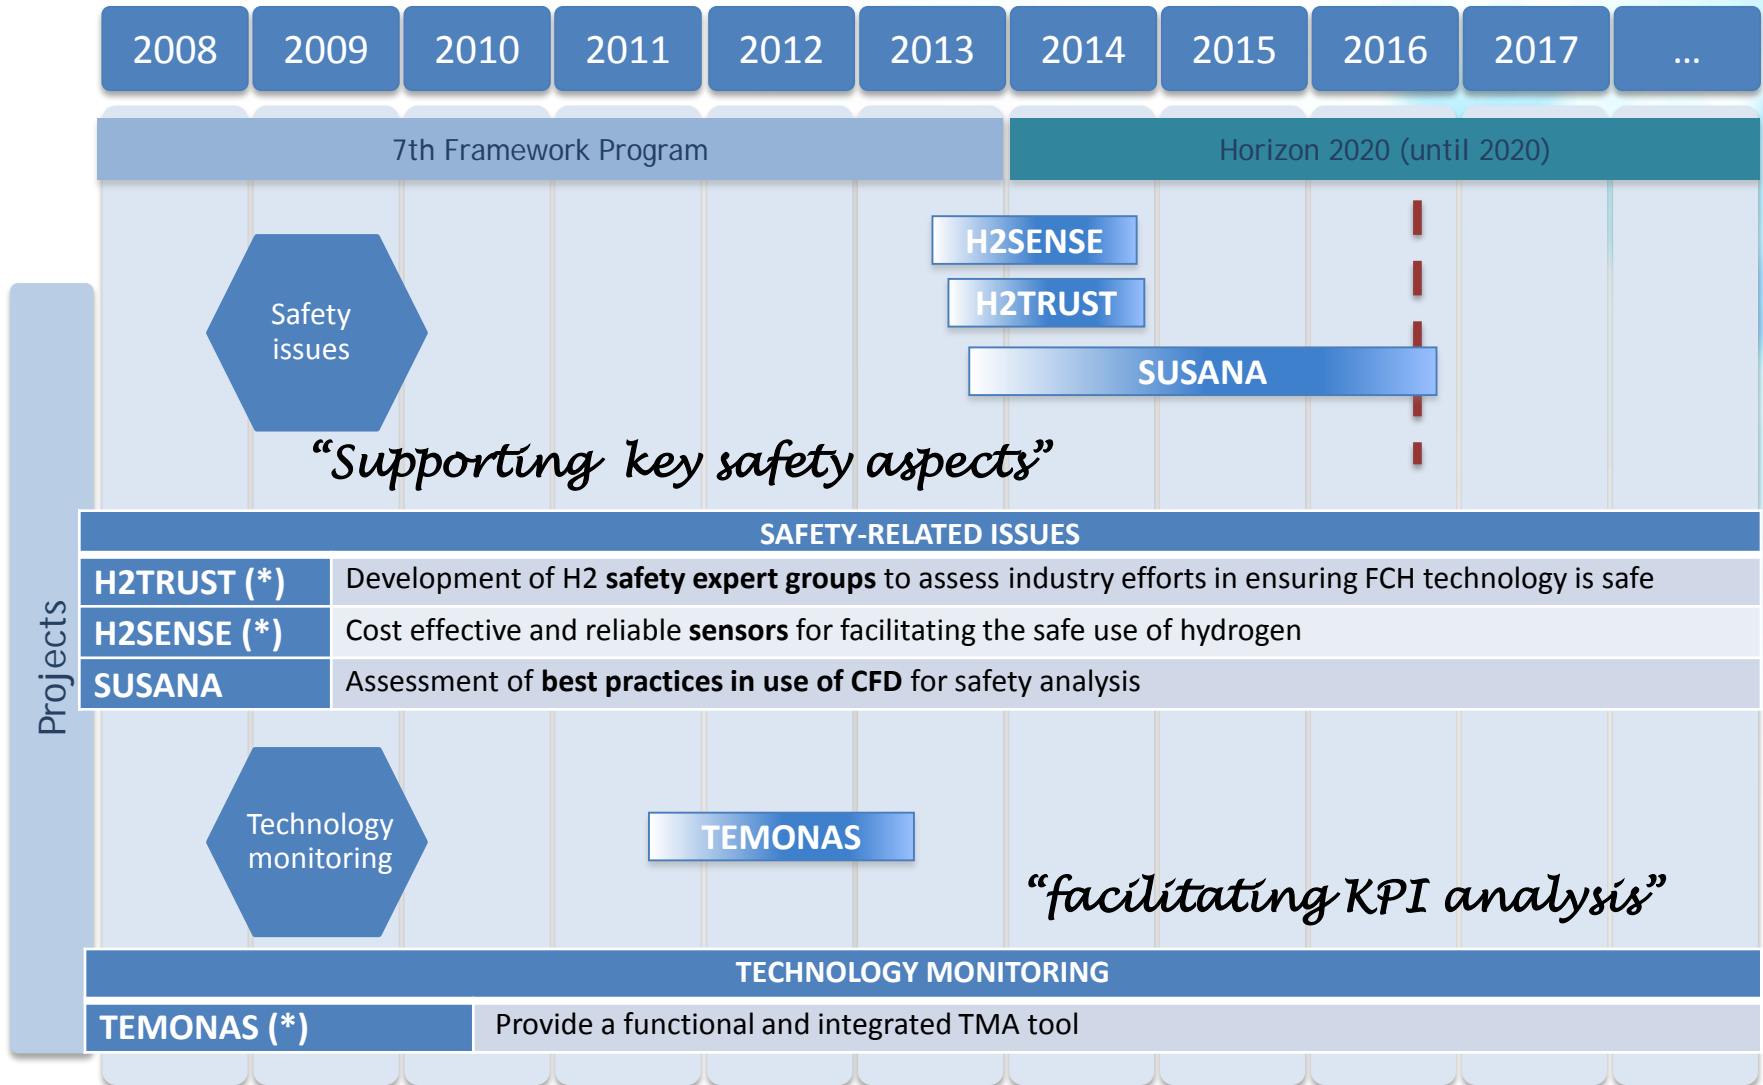 2008 2009 2010 2011 2012 2013 2014 2015 2016 2017 ...
7th Framework Program
Horizon 2020 (until 2020)
Projects
Safety
issues
H2SENSE
H2TRUST
SUSANA
“Supporting key safety aspects”
SAFETY-RELATED ISSUES
H2TRUST (*) Development of H2 safety expert groups to assess industry efforts in ensuring FCH technology is safe
H2SENSE (*) Cost effective and reliable sensors for facilitating the safe use of hydrogen
SUSANA Assessment of best practices in use of CFD for safety analysis
Technology
monitoring
TEMONAS
“facilitating KPI analysis”
TECHNOLOGY MONITORING
TEMONAS (*) Provide a functional and integrated TMA tool